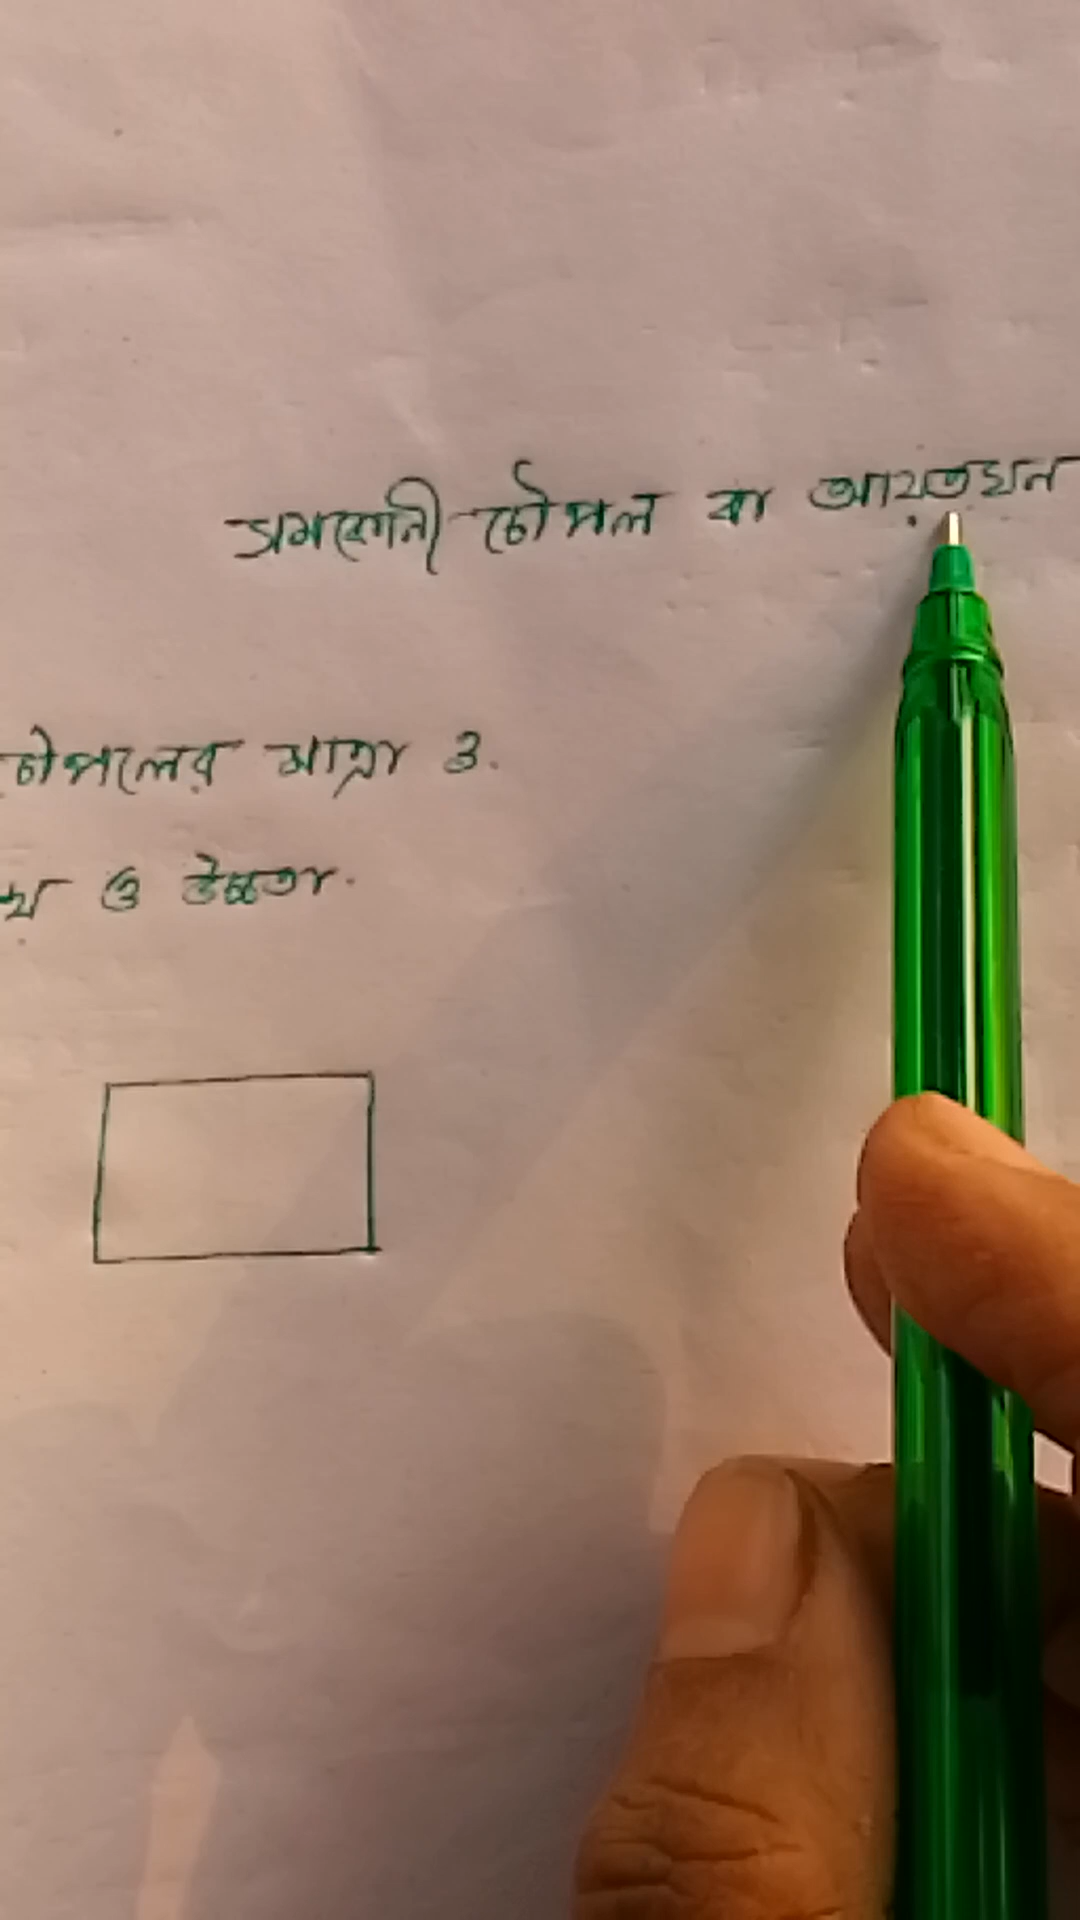 সমকোনী চৌপল বা আয়তঘন
চৌপলের মাত্রা ৩.
ও উচ্চতা.